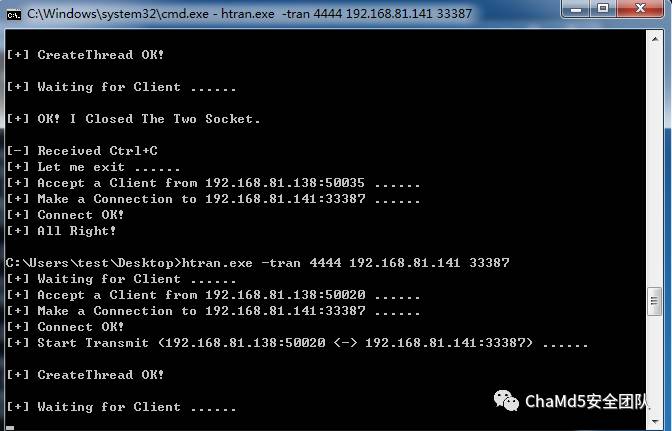 C:\Windows\system32\cmd.exe - htran.exe -tran 4444 192.168.81.141 33387
[+] CreateThread OK!
[+] Waiting for Client ......
[+] OK! I Closed The Two Socket.
[-] Received Ctrl+C
[+] Let me exit ......
[+] Accept a Client from 192.168.81.138:50035 ......
[+] Make a Connection to 192.168.81.141:33387 ......
[+] Connect OK!
[+] All Right!
C:\Users\test\Desktop>htran.exe -tran 4444 192.168.81.141 33387
[+] Waiting for Client ......
[+] Accept a Client from 192.168.81.138:50020 ......
[+] Make a Connection to 192.168.81.141:33387 ......
[+] Connect OK!
[+] Start Transmit (192.168.81.138:50020 <-> 192.168.81.141:33387) ......
[+] CreateThread OK!
[+] Waiting for Client ......
ChaMd5安全团队